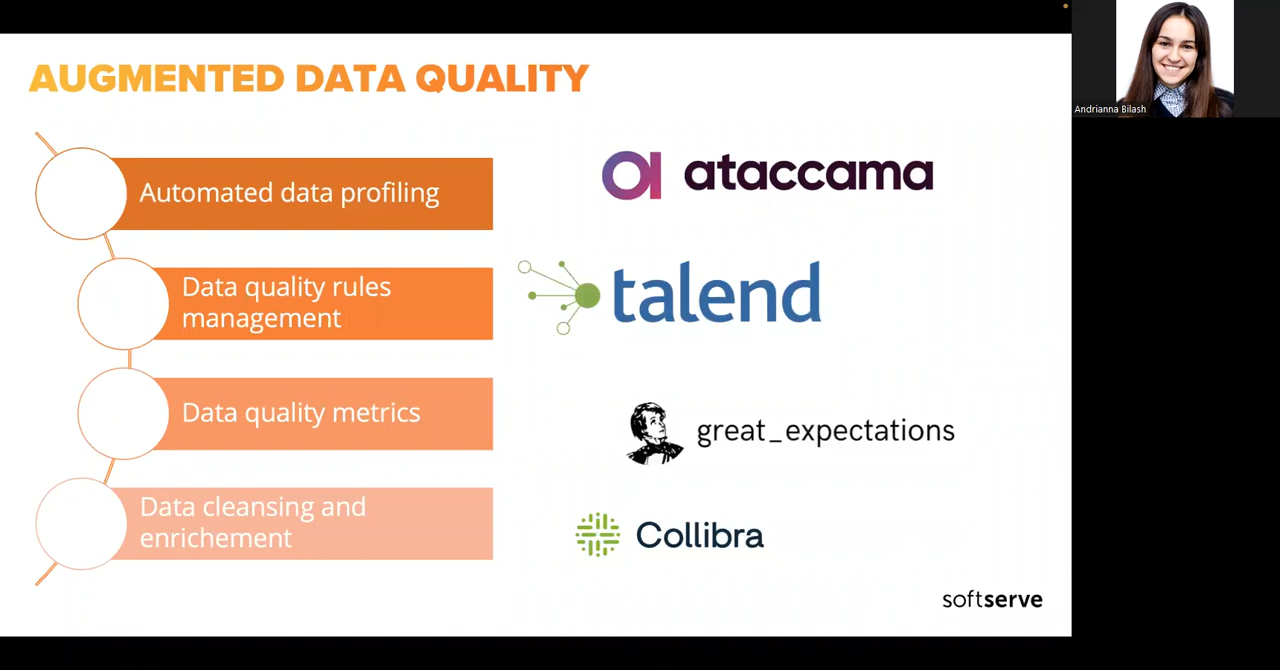 AUGMENTED DATA QUALITY
Automated data profiling
Data quality rules
management
Data quality metrics
Data cleansing and
enrichement
ataccama
talend
great_expectations
Collibra
softserve
Andrianna Bilash